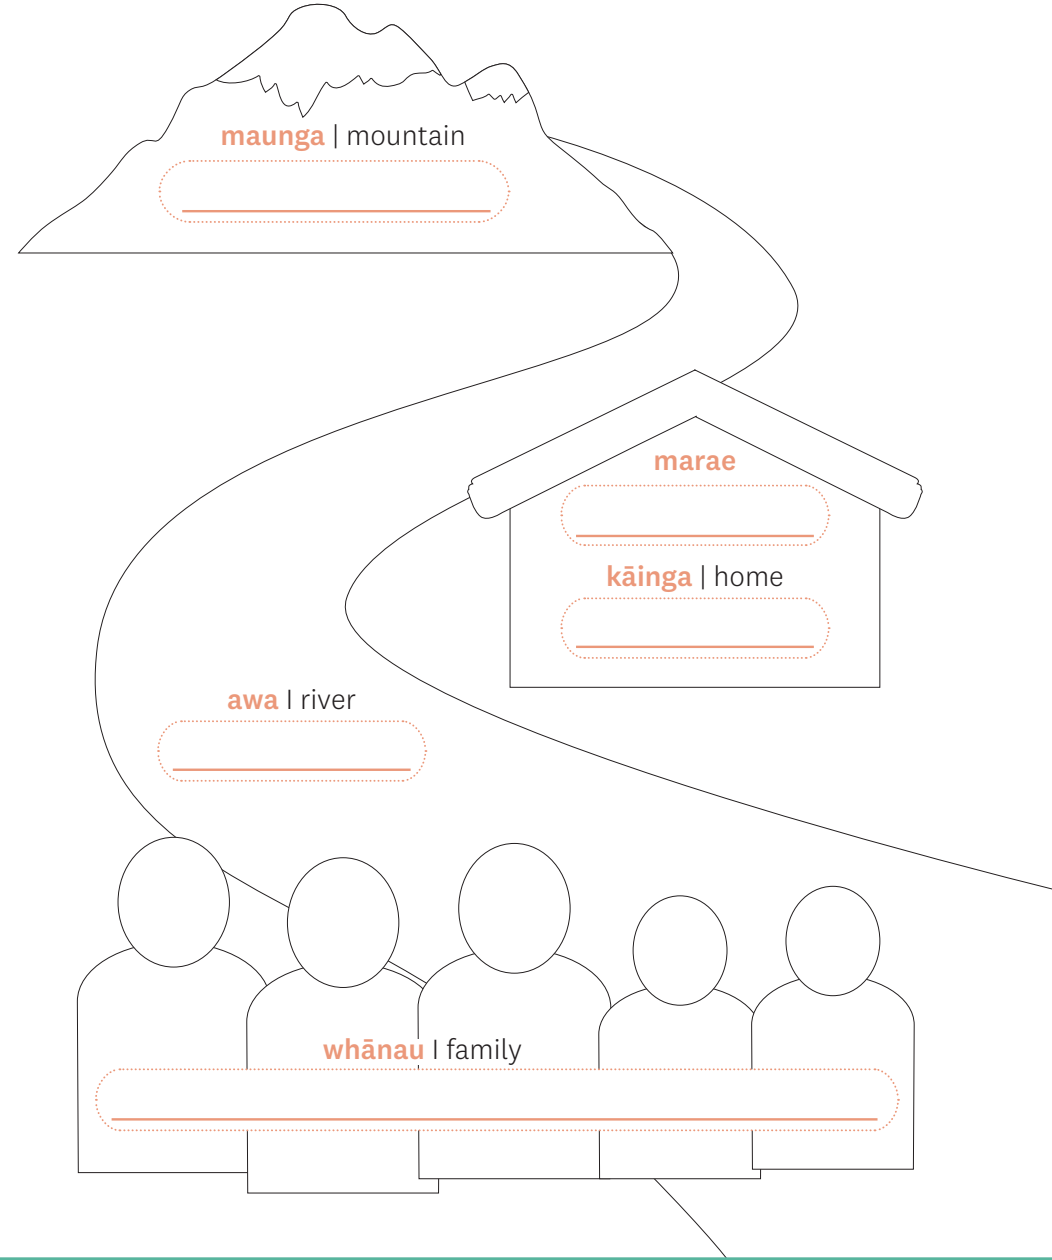 maunga | mountain
marae
kāinga | home
awa I river
whānau I family